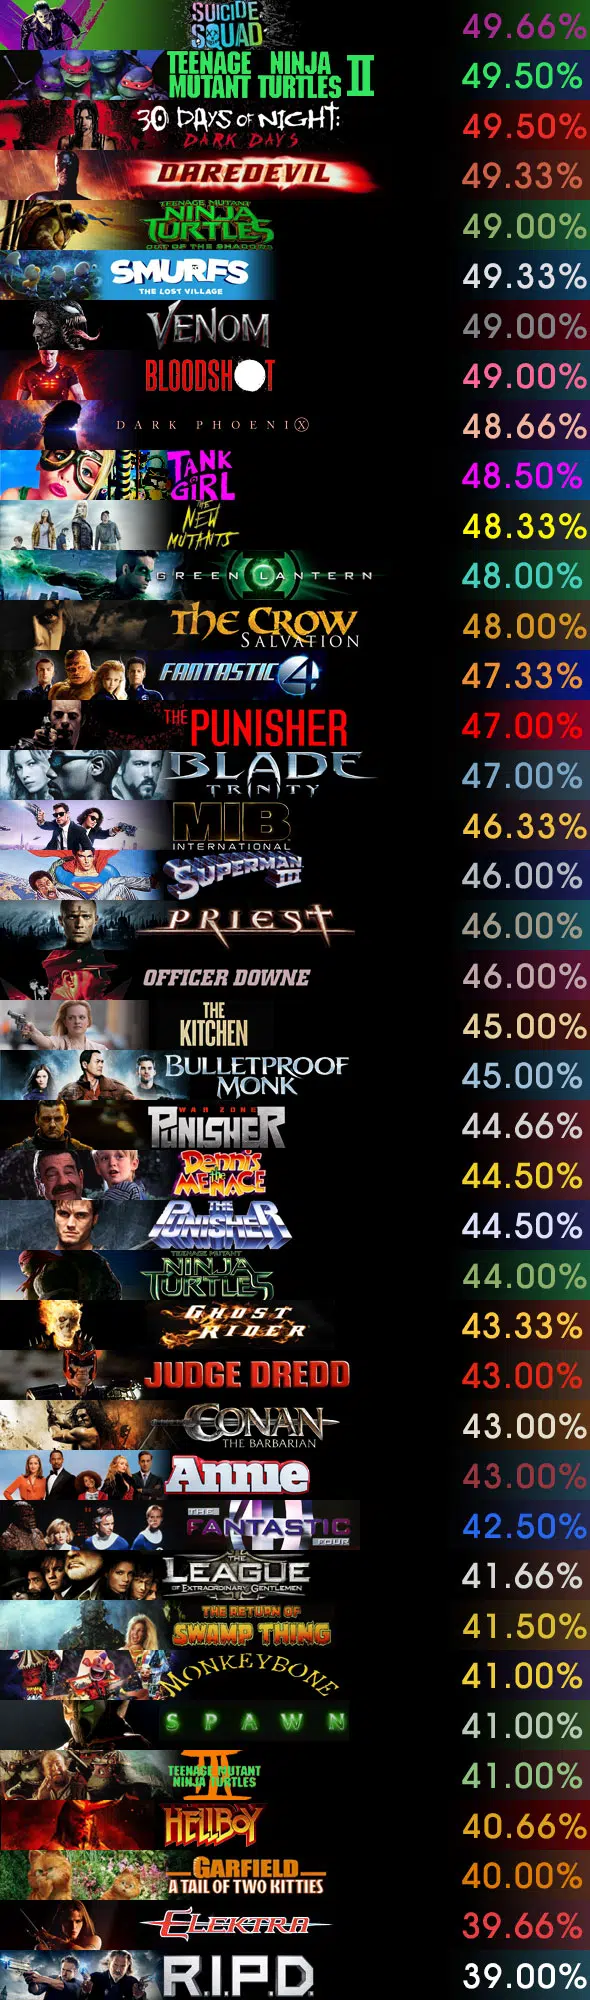 SUICIDE
SQUAD
49.66%
TEENAGE NINJA
MUTANT TURTLES II
49.50%
30 DAYS OF NIGHT:
DARK DAYS
49.50%
DAREDEVIL
49.33%
TEENAGE MUTANT
NINJA
TURTLES
OUT OF THE SHADOWS
49.00%
SMURFS
THE LOST VILLAGE
49.33%
VENOM
49.00%
BLOODSHOT
49.00%
DARK PHOENIX
48.66%
TANK
GIRL
48.50%
THE
NEW
MUTANTS
48.33%
GREEN LANTERN
48.00%
THE CROW
SALVATION
48.00%
FANTASTIC 4
47.33%
THE PUNISHER
47.00%
BLADE
TRINITY
47.00%
MIB
INTERNATIONAL
46.33%
SUPERMAN
III
46.00%
PRIEST
46.00%
OFFICER DOWNE
46.00%
THE
KITCHEN
45.00%
BULLETPROOF
MONK
45.00%
WAR ZONE
PUNISHER
44.66%
Dennis
the
MENACE
44.50%
THE
PUNISHER
44.50%
TEENAGE MUTANT
NINJA
TURTLES
44.00%
GHOST
RIDER
43.33%
JUDGE DREDD
43.00%
CONAN
THE BARBARIAN
43.00%
Annie
43.00%
THE
FANTASTIC
FOUR
4
42.50%
THE
LEAGUE
OF EXTRAORDINARY GENTLEMEN
41.66%
THE RETURN OF
SWAMP THING
41.50%
MONKEYBONE
41.00%
SPAWN
41.00%
III
TEENAGE MUTANT
NINJA TURTLES
41.00%
HELLBOY
40.66%
GARFIELD
A TAIL OF TWO KITTIES
40.00%
ELEKTRA
39.66%
R.I.P.D.
39.00%